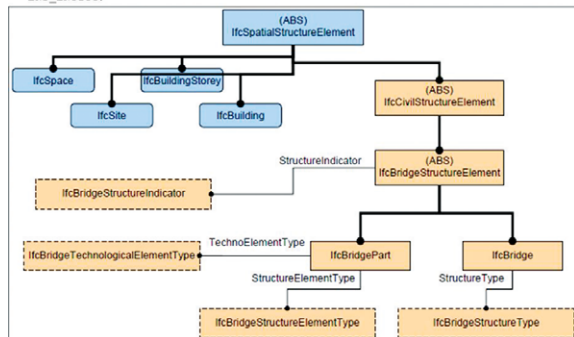 (ABS)
IfcSpatialStructureElement
IfcSpace
IfcBuildingStorey
IfcSite
IfcBuilding
(ABS)
IfcCivilStructureElement
StructureIndicator
(ABS)
IfcBridgeStructureElement
IfcBridgeStructureIndicator
TechnoElementType
IfcBridgeTechnologicalElementType
IfcBridgePart
IfcBridge
StructureElementType
StructureType
IfcBridgeStructureElementType
IfcBridgeStructureType